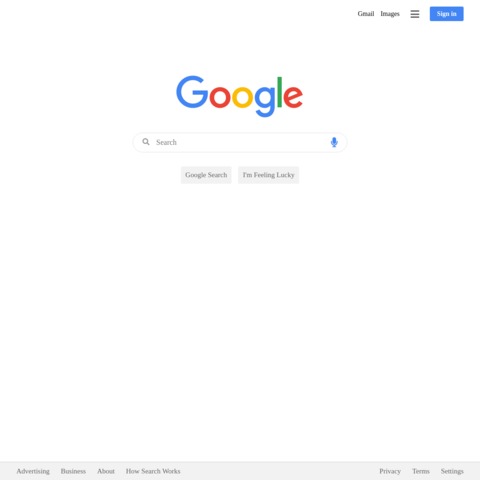 Gmail Images Sign in
Google
Search
Google Search I'm Feeling Lucky
Advertising Business About How Search Works Privacy Terms Settings